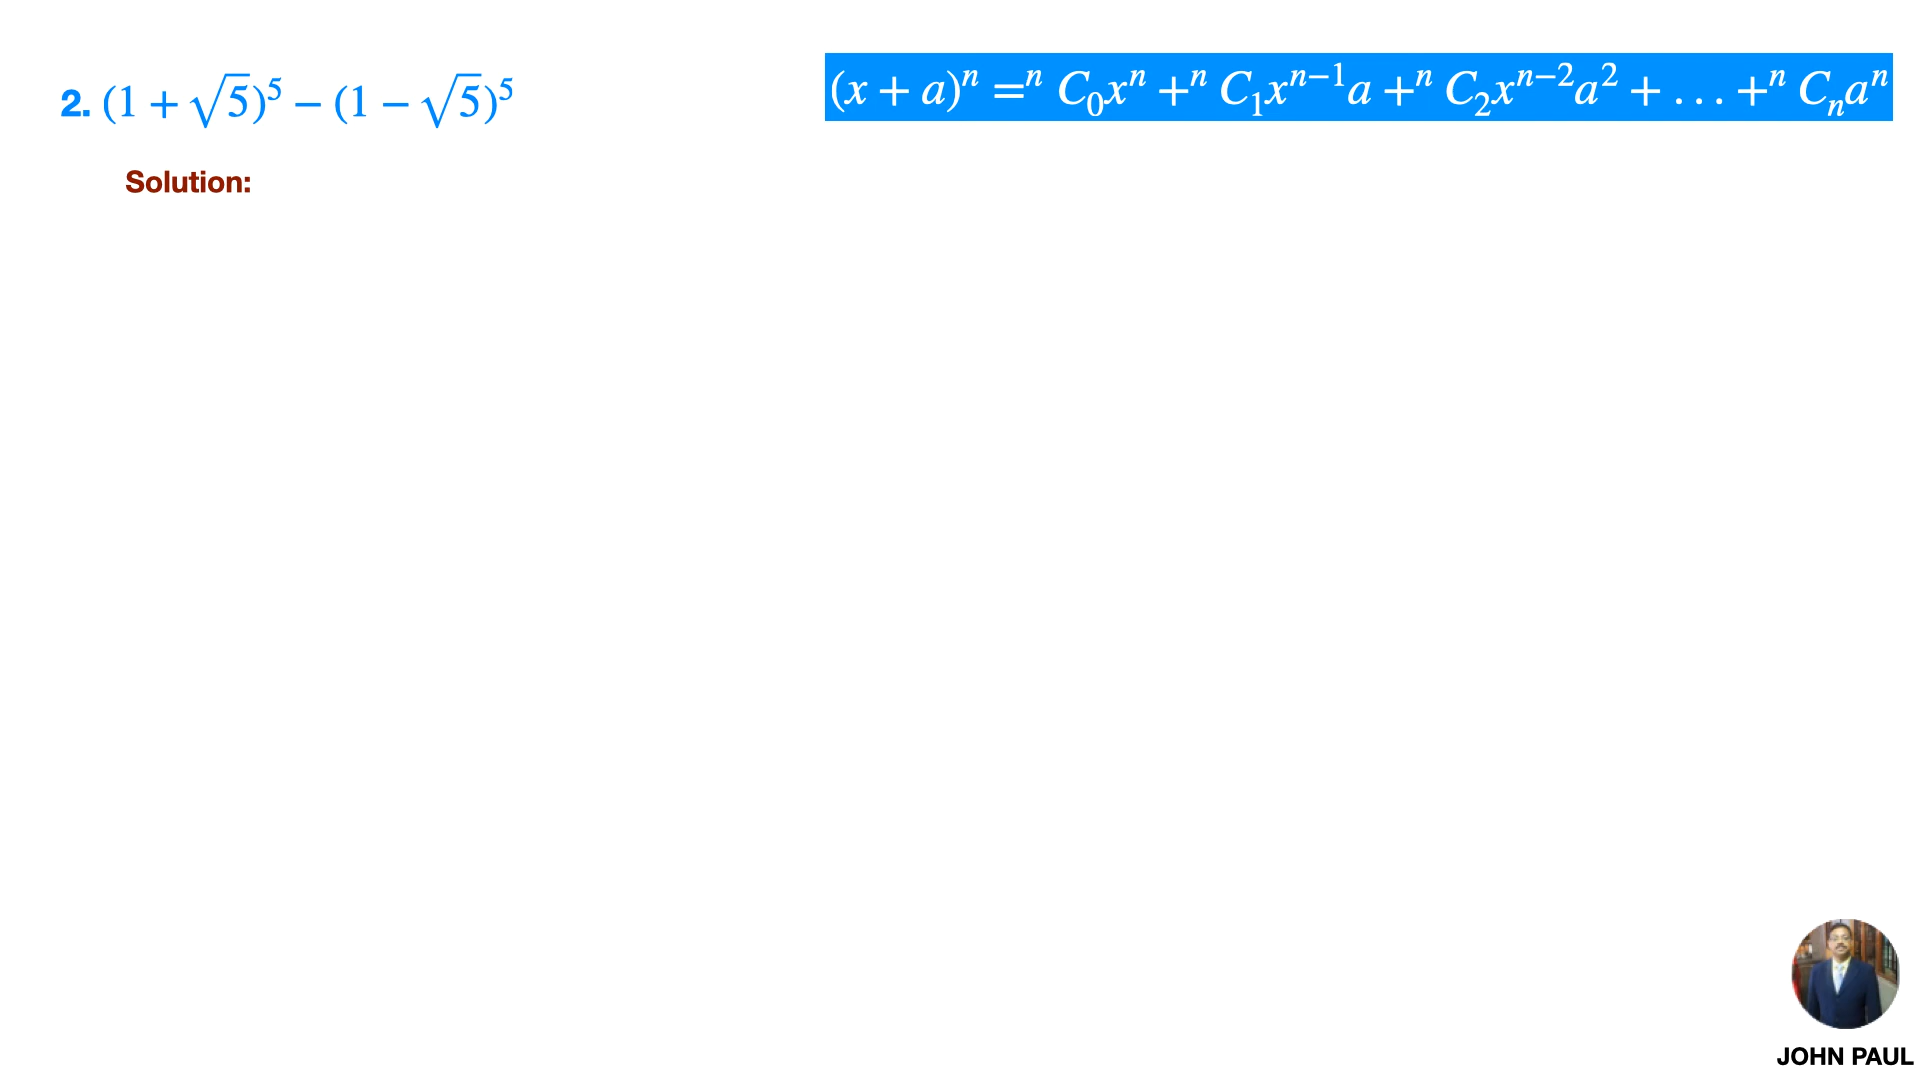 2. (1 + √5)⁵ − (1 − √5)⁵
(x + a)ⁿ =ⁿ C₀xⁿ +ⁿ C₁xⁿ⁻¹a +ⁿ C₂xⁿ⁻²a² + . . . +ⁿ Cₙaⁿ
Solution:
JOHN PAUL